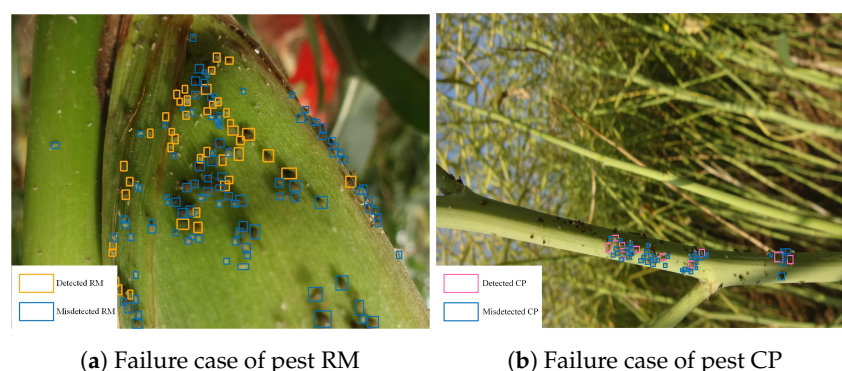 Detected RM
Misdetected RM
Detected CP
Misdetected CP
(a) Failure case of pest RM
(b) Failure case of pest CP